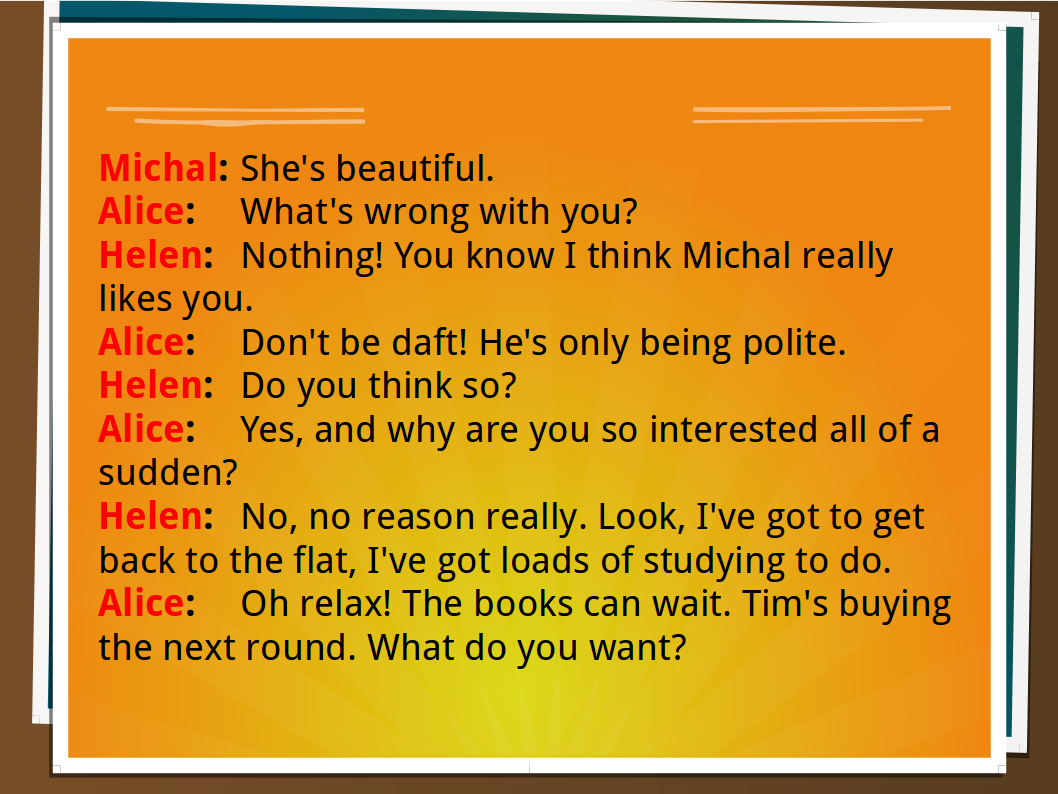 Michal: She's beautiful.
Alice: What's wrong with you?
Helen: Nothing! You know I think Michal really
likes you.
Alice: Don't be daft! He's only being polite.
Helen: Do you think so?
Alice: Yes, and why are you so interested all of a
sudden?
Helen: No, no reason really. Look, I've got to get
back to the flat, I've got loads of studying to do.
Alice: Oh relax! The books can wait. Tim's buying
the next round. What do you want?